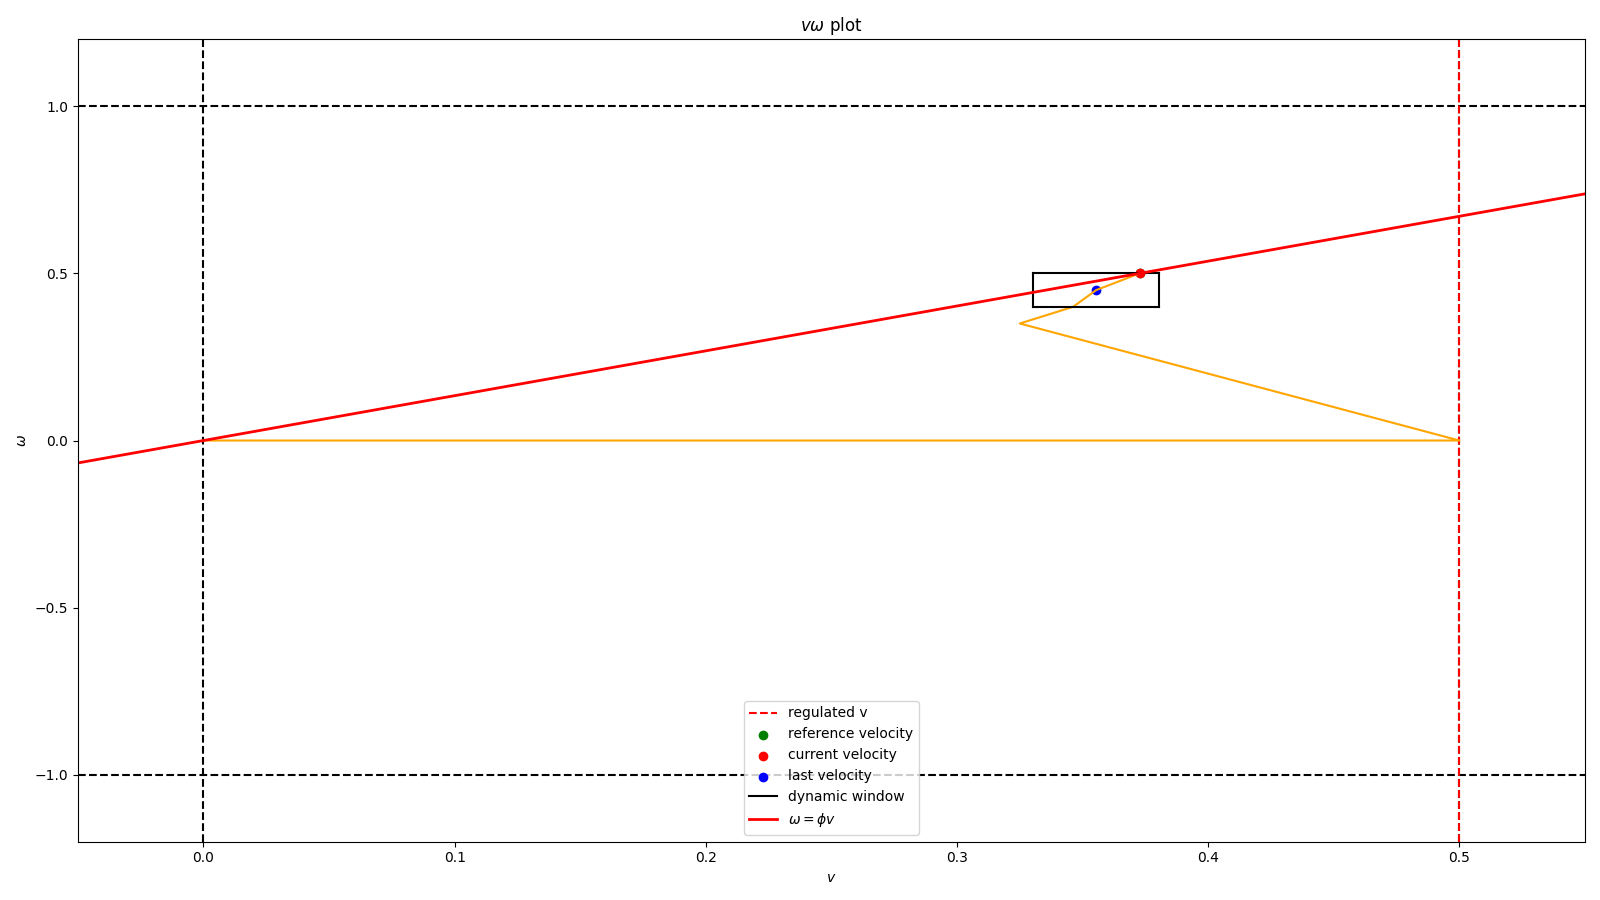 vω plot
1.0
0.5
0.0
−0.5
−1.0
ω
0.0
0.1
0.2
0.3
0.4
0.5
v
regulated v
reference velocity
current velocity
last velocity
dynamic window
ω = ϕv